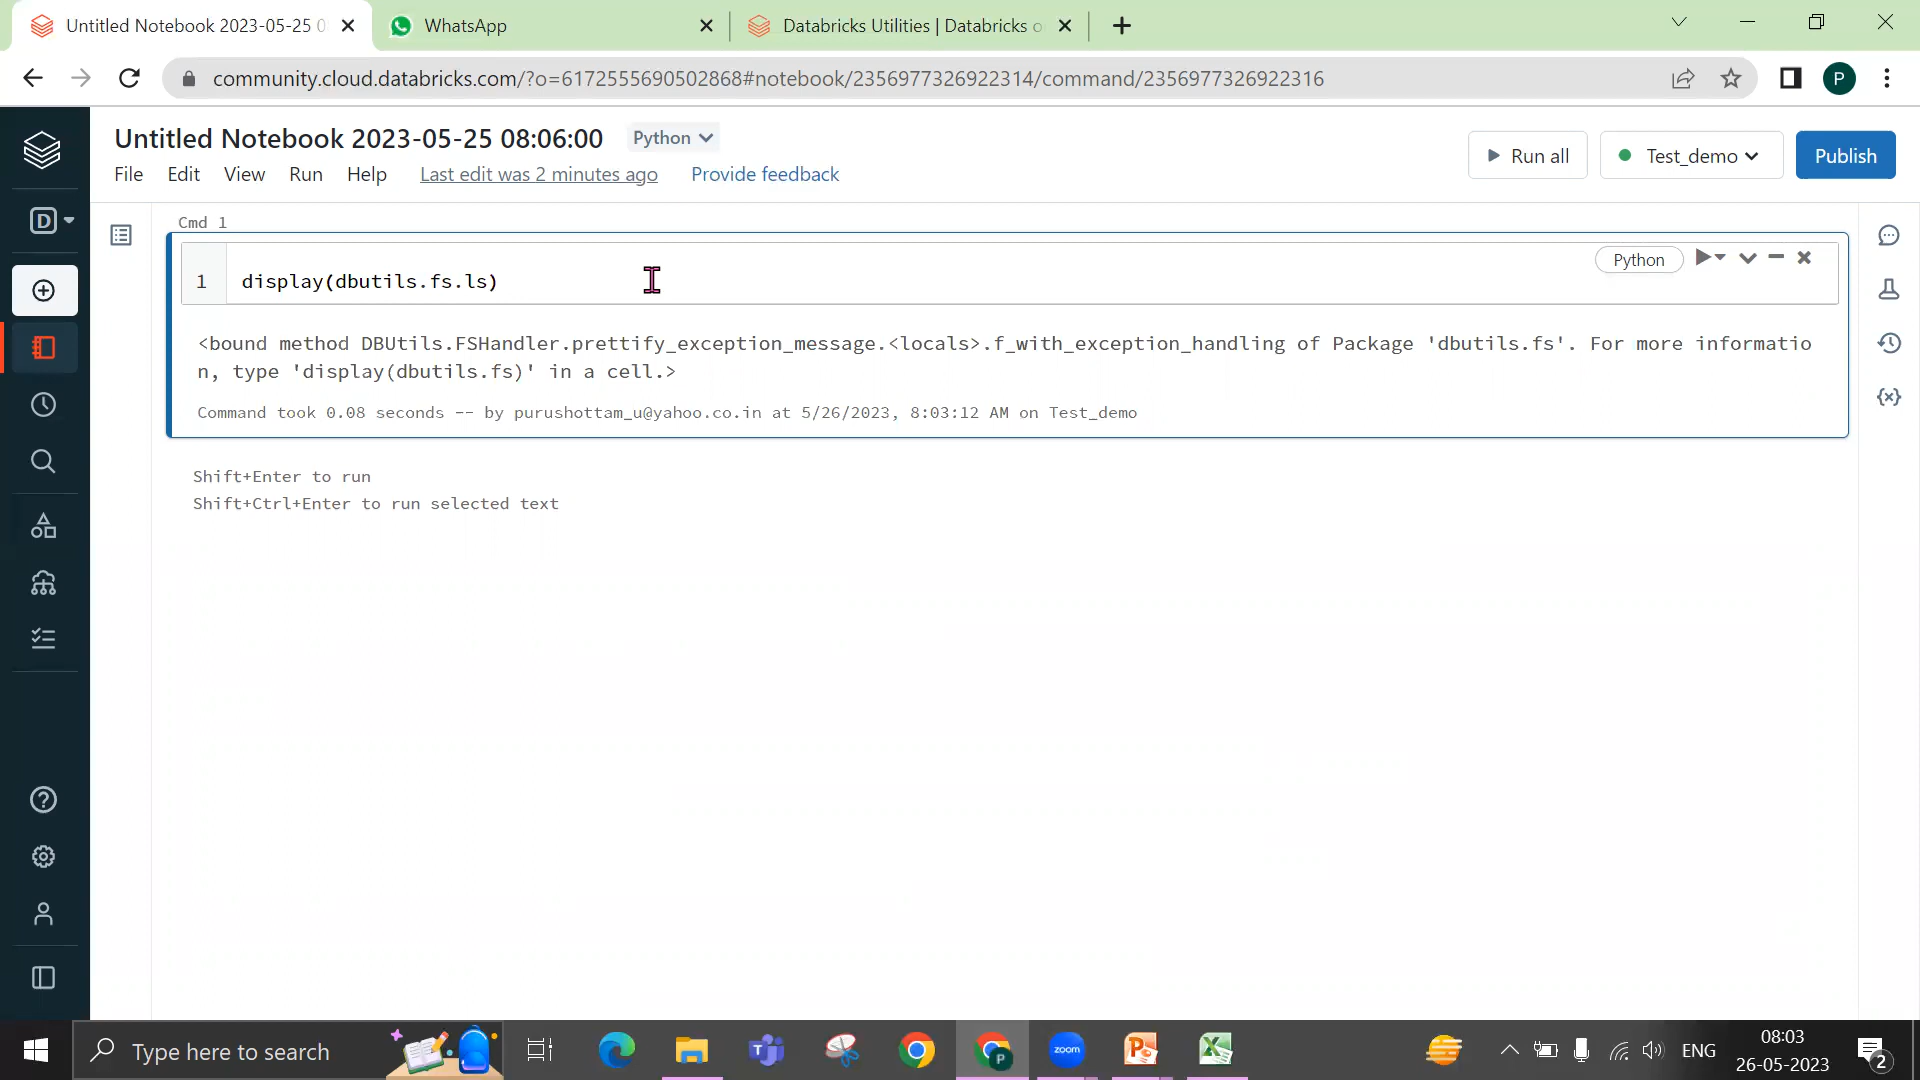 Untitled Notebook 2023-05-25 0
WhatsApp
Databricks Utilities | Databricks o
community.cloud.databricks.com/?o=6172555690502868#notebook/2356977326922314/command/2356977326922316
P
Untitled Notebook 2023-05-25 08:06:00
Python
File Edit View Run Help Last edit was 2 minutes ago Provide feedback
Run all
Test_demo
Publish
D
Cmd 1
1 display(dbutils.fs.ls)
Python
<bound method DBUtils.FSHandler.prettify_exception_message.<locals>.f_with_exception_handling of Package 'dbutils.fs'. For more informatio
n, type 'display(dbutils.fs)' in a cell.>
Command took 0.08 seconds -- by purushottam_u@yahoo.co.in at 5/26/2023, 8:03:12 AM on Test_demo
Shift+Enter to run
Shift+Ctrl+Enter to run selected text
Type here to search
zoom
ENG
08:03
26-05-2023
2